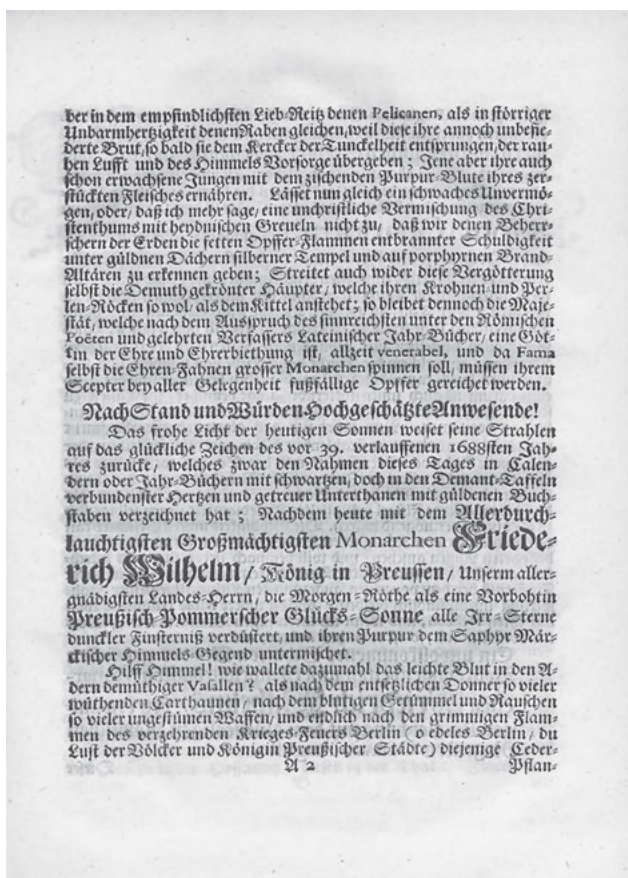 ber in dem empfindlichsten Lieb-Reitz denen Pelicanen, als in störriger
Unbarmhertzigkeit denen Raben gleichen, weil diese ihre annoch unbefie-
derte Brut, so bald sie dem Kercker der Tunckelheit entsprungen, der rau-
hen Lufft und des Himmels Vorsorge übergeben ; Jene aber ihre auch
schon erwachsene Jungen mit dem zischenden Purpur-Blute ihres zer-
stückten Fleisches ernähren. Lässet nun gleich ein schwaches Unvermö-
gen, oder, daß ich mehr sage, eine unchristliche Vermischung des Chri-
stenthums mit heydnischen Greueln nicht zu, daß wir denen Beherr-
schern der Erden die fetten Opffer-Flamnen entbrannter Schuldigkeit
unter güldnen Dächern silberner Tempel und auf porphyrnen Brand-
Altären zu erkennen geben; Streitet auch wider diese Vergötterung
selbst die Demuth gekrönter Häupter, welche ihren Krohnen und Per-
len-Röcken so wol als dem Kittel anstehet; so bleibet dennoch die Maje-
stät, welche nach dem Ausspruch des sinnreichsten unter den Römischen
Poëten und gelehrten Verfassers Lateinischer Jahr-Bücher, eine Göt-
tin der Ehre und Ehrerbiethung ist, allzeit venerabel, und da Fama
selbst die Ehren-Fahnen grosser Monarchen spinnen soll, müssen ihrem
Scepter bey aller Gelegenheit fußfällige Opffer gereichet werden.
Nach Stand und Würden Hochgeschätzte Anwesende!
Das frohe Licht der heutigen Sonnen weiset seine Strahlen
auf das glückliche Zeichen des vor 39. verlauffenen 1688sten Jah-
res zurücke, welches zwar den Nahmen dieses Tages in Calen-
dern oder Jahr-Büchern mit schwartzen, doch in den Demant-Taffeln
verbundenster Hertzen und getreuer Unterthanen mit güldenen Buch-
staben verzeichnet hat ; Nachdem heute mit dem Allerdurch-
lauchtigsten Großmächtigsten Monarchen Friede-
rich Wilhelm/ König in Preussen/ Unserm aller-
gnädigsten Landes-Herrn, die Morgen-Röthe als eine Vorbohtin
Preußisch-Pommerscher Glücks-Sonne alle Irr-Sterne
dunckler Finsterniß verdüstert, und ihren Purpur dem Saphyr Mär-
ckischer Himmels-Gegend untermischet.
Hilff Himmel! wie wallete dazumahl das leichte Blut in den A-
dern demüthiger Vasallen? als nach dem entsetzlichen Donner so vieler
wüthenden Carthaunen, nach dem blutigen Getümmel und Rauschen
so vieler ungestümen Waffen, und endlich nach den grimmigen Flam-
men des verzehrenden Krieges-Feuers Berlin (o edeles Berlin, du
Lust der Völcker und Königin Preußischer Städte) diejenige Ceder-
A 2 Pflan-